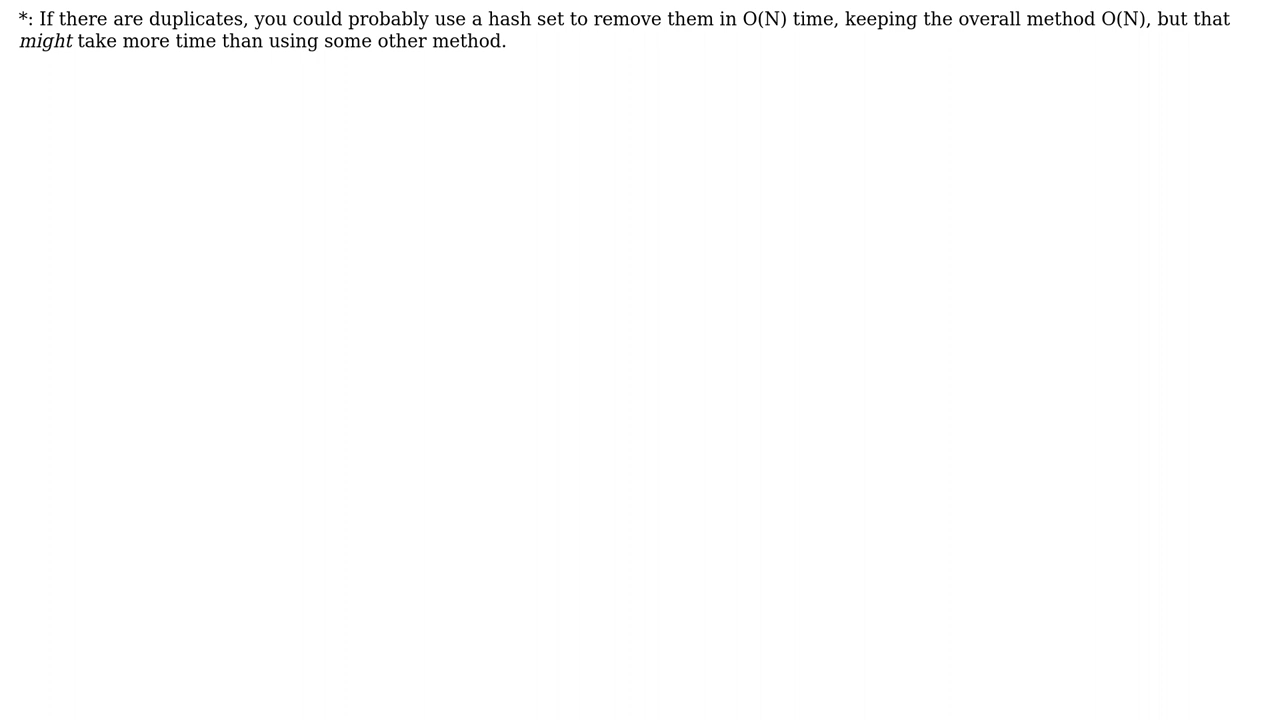 *: If there are duplicates, you could probably use a hash set to remove them in O(N) time, keeping the overall method O(N), but that
might take more time than using some other method.